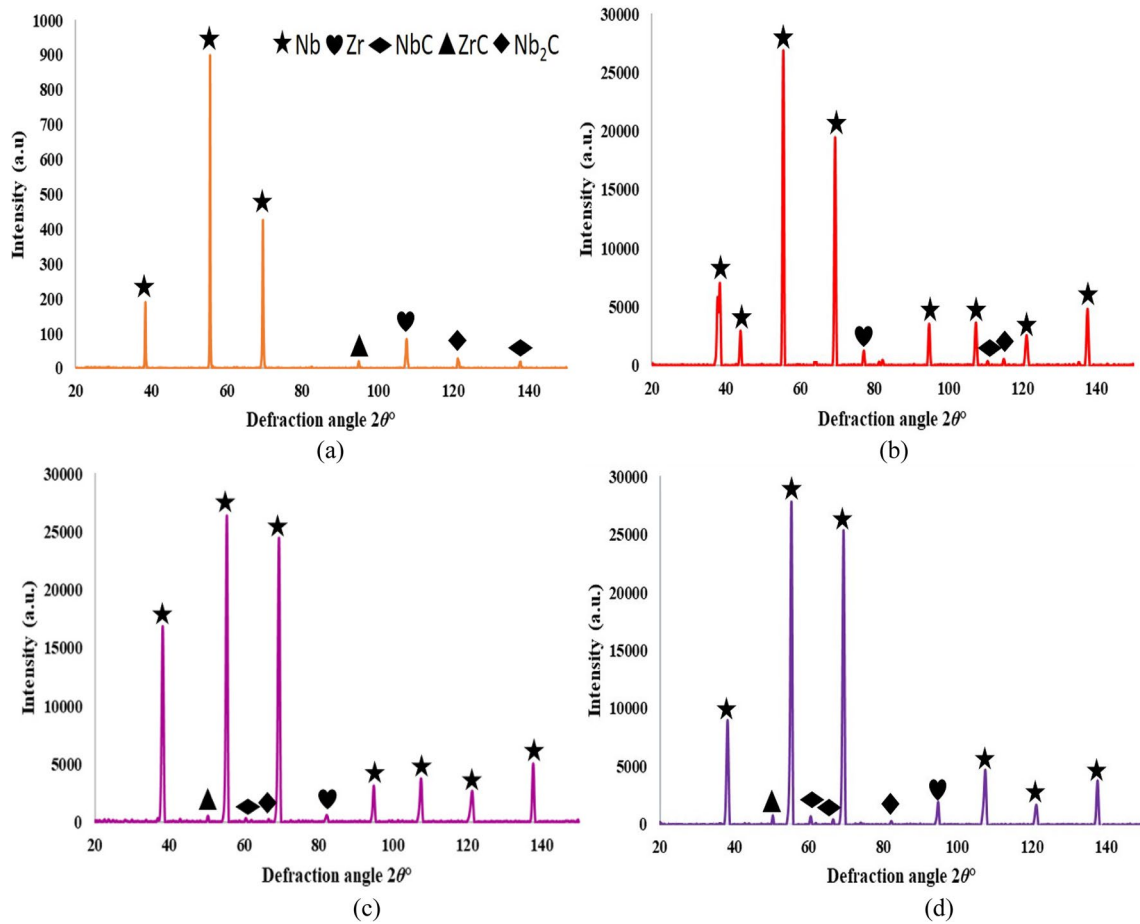 1000
900
800
700
600
500
400
300
200
100
0
Intensity (a.u)
Nb Zr NbC ZrC Nb₂C
20 40 60 80 100 120 140
Defraction angle 2θ°
(a)
30000
25000
20000
15000
10000
5000
0
Intensity (a.u.)
20 40 60 80 100 120 140
Defraction angle 2θ°
(b)
30000
25000
20000
15000
10000
5000
0
Intensity (a.u.)
20 40 60 80 100 120 140
Defraction angle 2θ°
(c)
30000
25000
20000
15000
10000
5000
0
Intensity (a.u.)
20 40 60 80 100 120 140
Defraction angle 2θ°
(d)